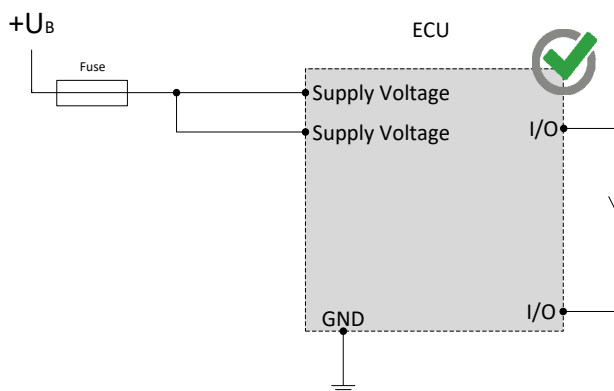 +UB
ECU
Fuse
Supply Voltage
Supply Voltage
I/O
GND
I/O